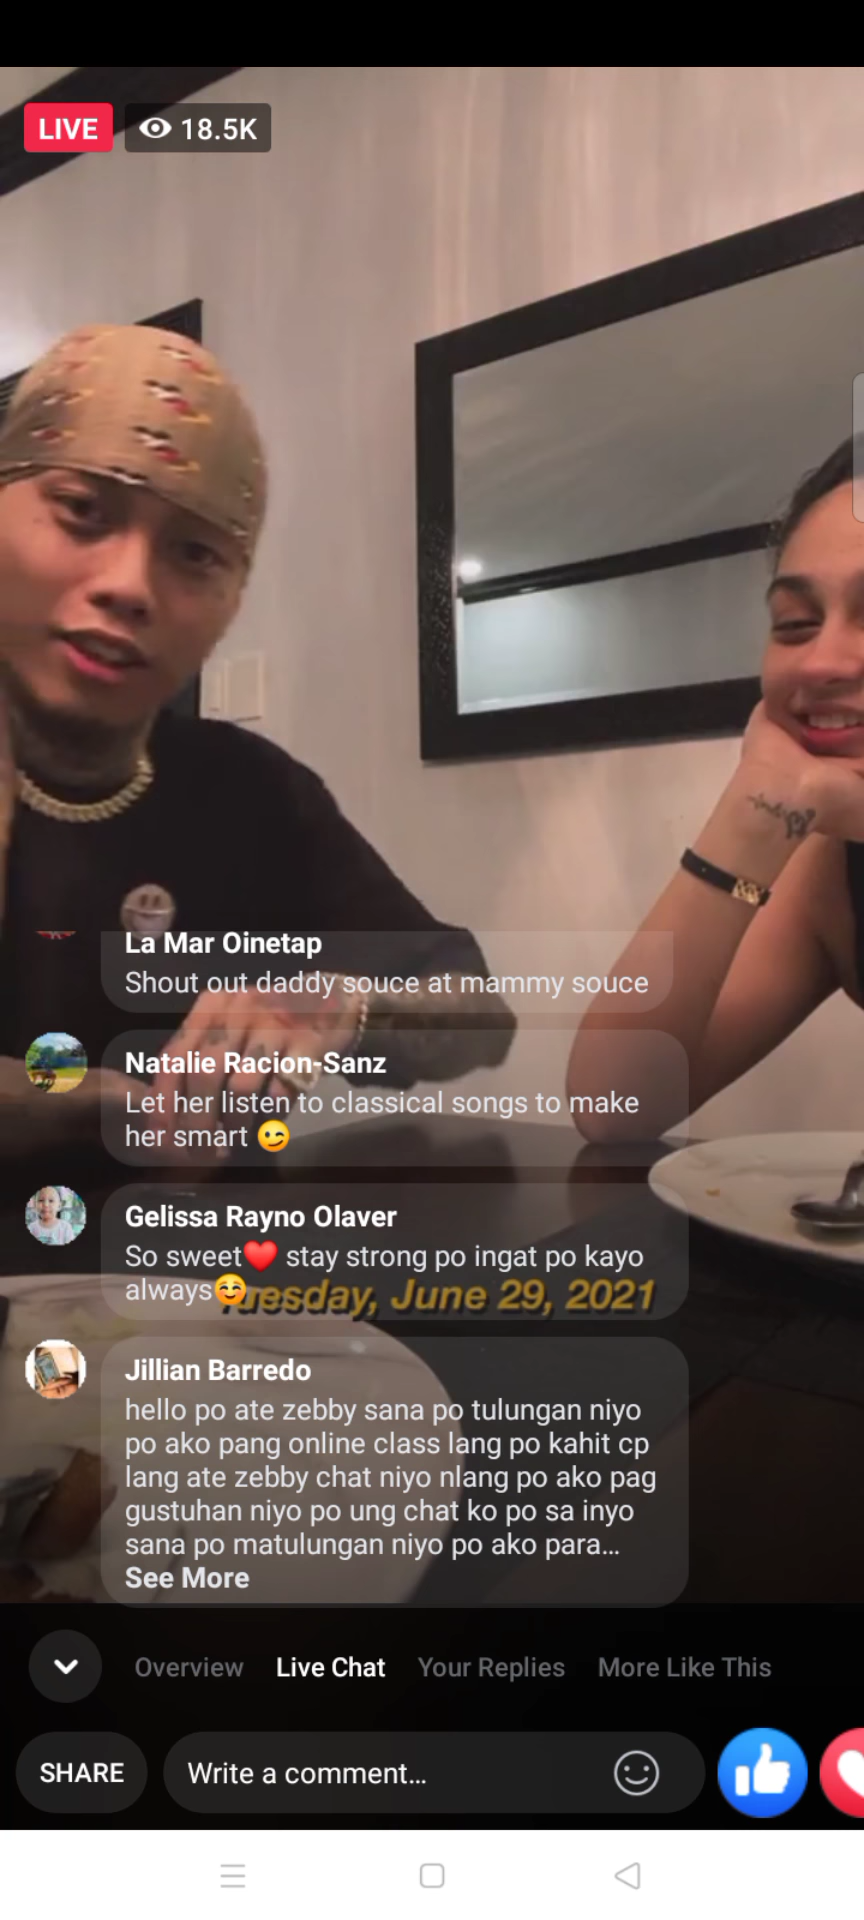 LIVE 18.5K
La Mar Oinetap
Shout out daddy souce at mammy souce
Natalie Racion-Sanz
Let her listen to classical songs to make
her smart 😉
Gelissa Rayno Olaver
So sweet❤️ stay strong po ingat po kayo
always☺️
June 29, 2021
Jillian Barredo
hello po ate zebby sana po tulungan niyo
po ako pang online class lang po kahit cp
lang ate zebby chat niyo nlang po ako pag
gustuhan niyo po ung chat ko po sa inyo
sana po matulungan niyo po ako para...
See More
Overview Live Chat Your Replies More Like This
SHARE Write a comment...